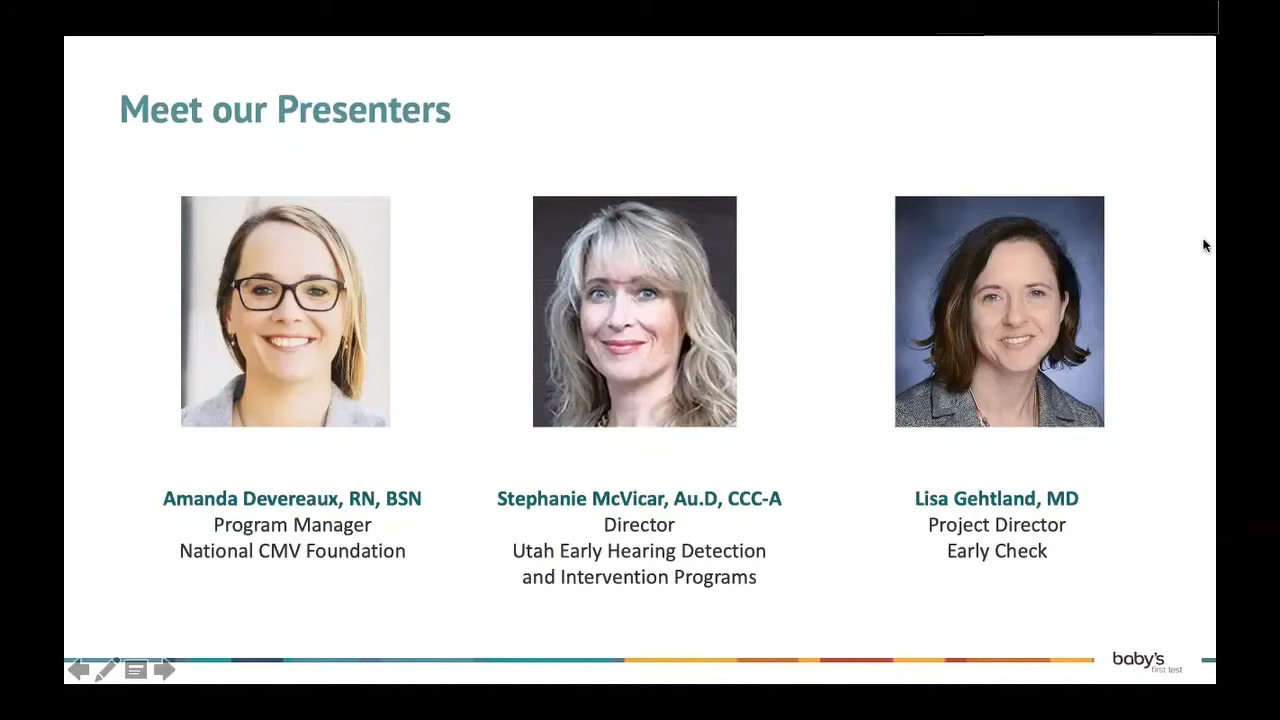 Meet our Presenters
Amanda Devereaux, RN, BSN
Program Manager
National CMV Foundation
Stephanie McVicar, Au.D, CCC-A
Director
Utah Early Hearing Detection
and Intervention Programs
Lisa Gehtland, MD
Project Director
Early Check
baby's
first test